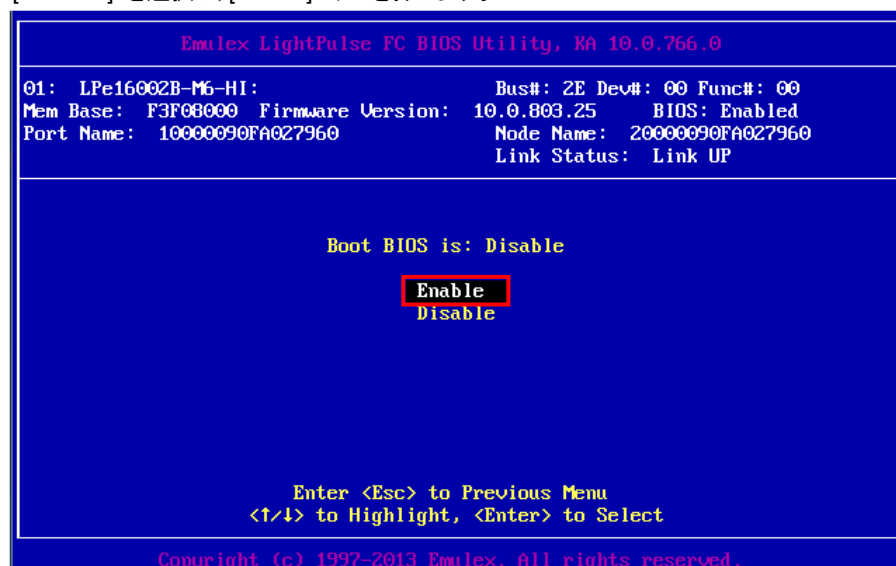 Emulex LightPulse FC BIOS Utility, KA 10.0.766.0
01: LPe16002B-M6-HI: Bus#: 2E Dev#: 00 Func#: 00
Mem Base: F3F08000 Firmware Version: 10.0.803.25 BIOS: Enabled
Port Name: 10000090FA027960 Node Name: 20000090FA027960
Link Status: Link UP
Boot BIOS is: Disable
Enable
Disable
Enter <Esc> to Previous Menu
<↑/↓> to Highlight, <Enter> to Select
Copyright (c) 1997-2013 Emulex. All rights reserved.